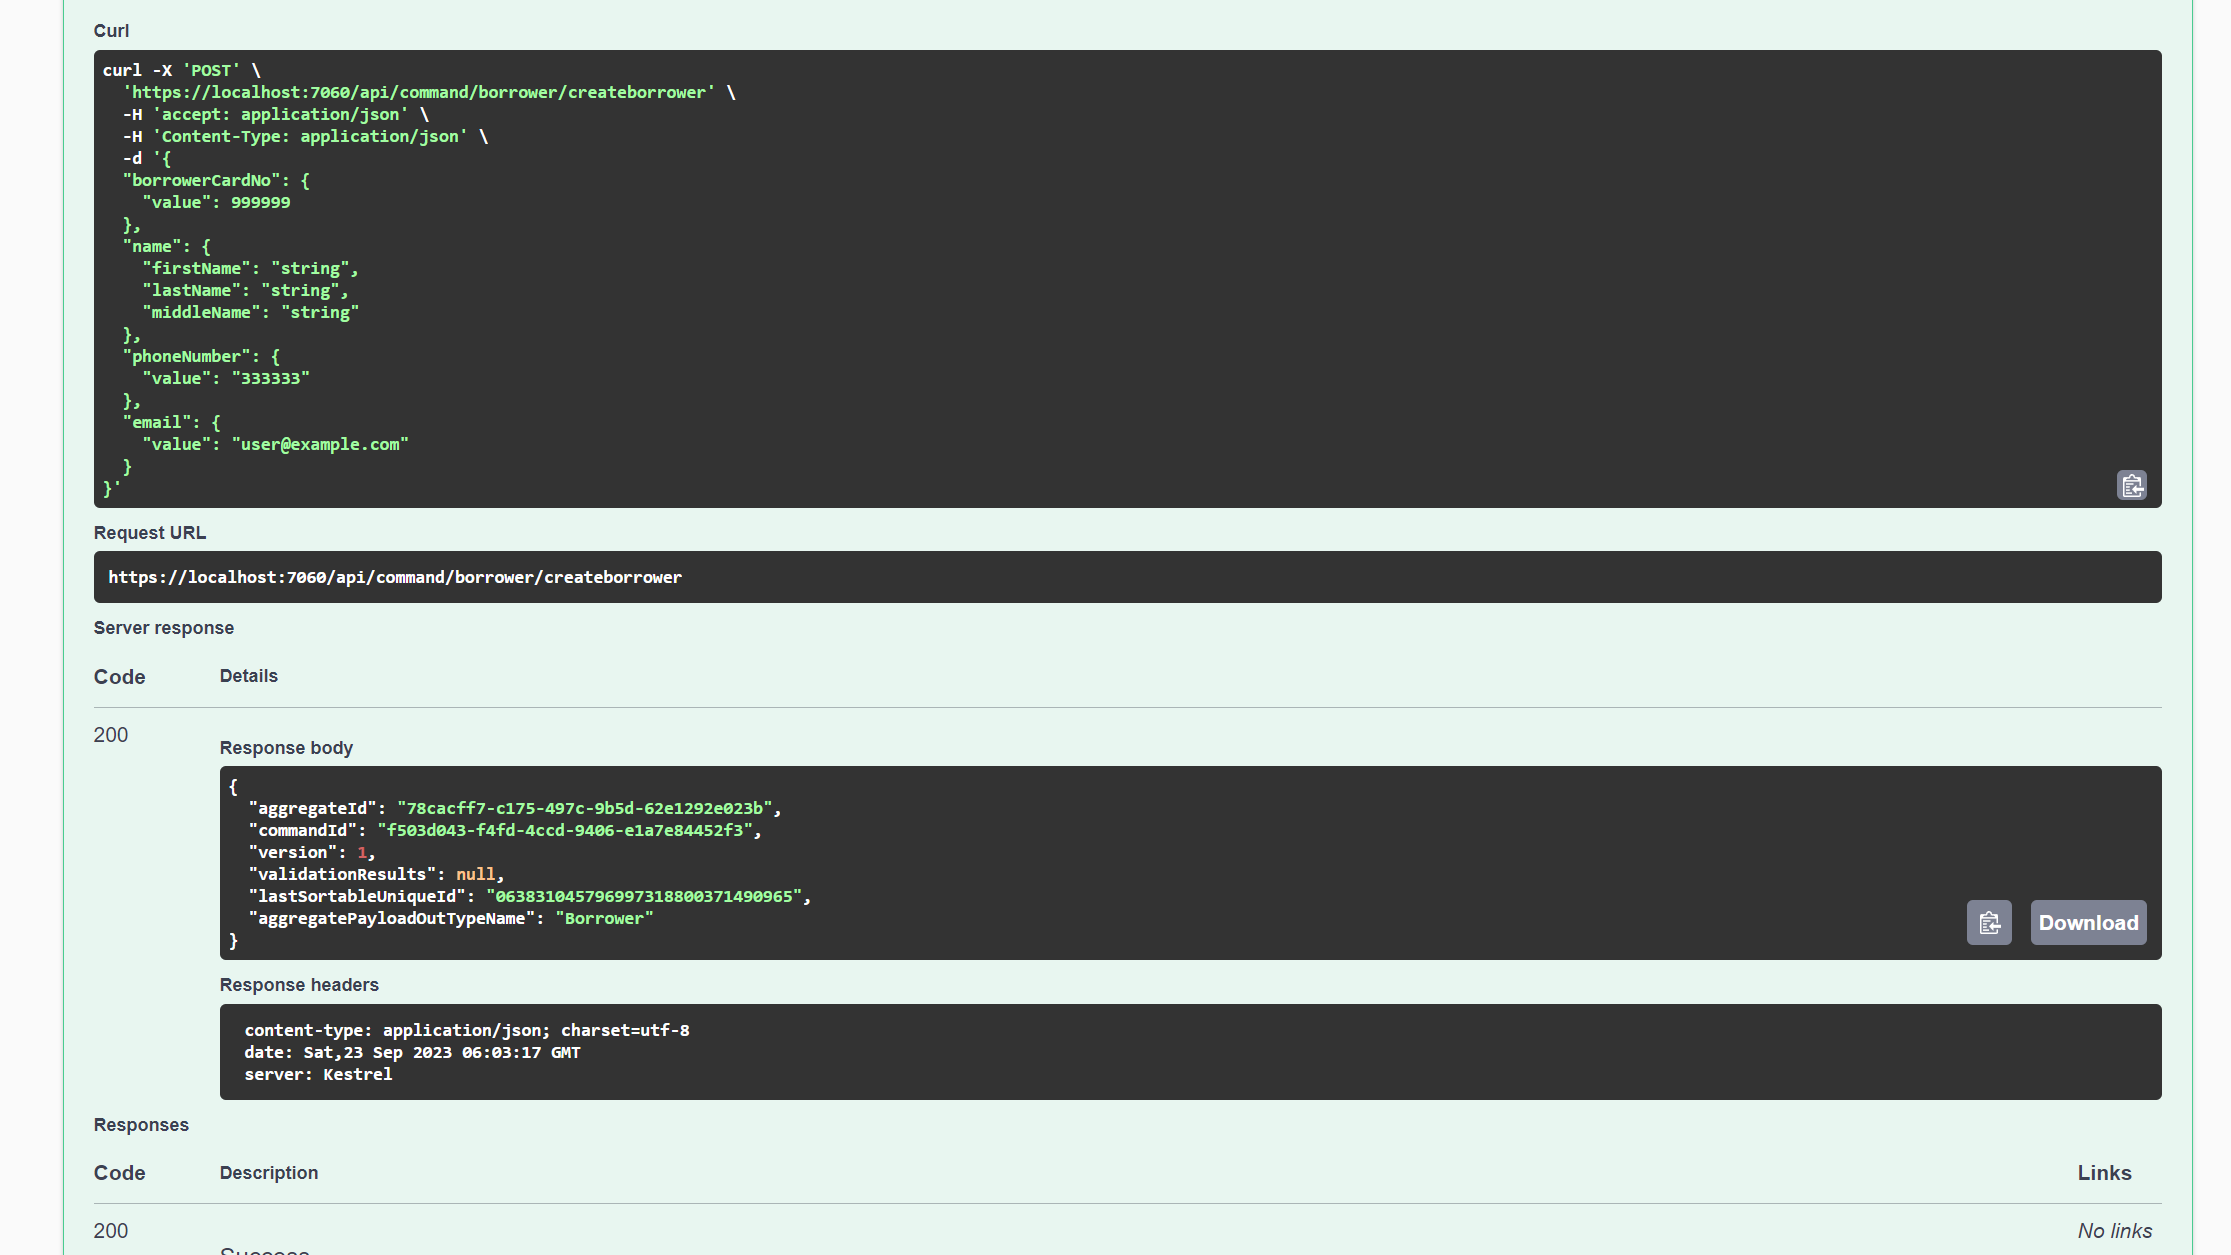 Curl
curl -X 'POST' \
'https://localhost:7060/api/command/borrower/createborrower' \
-H 'accept: application/json' \
-H 'Content-Type: application/json' \
-d '{
"borrowerCardNo": {
"value": 999999
},
"name": {
"firstName": "string",
"lastName": "string",
"middleName": "string"
},
"phoneNumber": {
"value": "333333"
},
"email": {
"value": "user@example.com"
}
}'
Request URL
https://localhost:7060/api/command/borrower/createborrower
Server response
Code Details
200
Response body
{
"aggregateId": "78cacff7-c175-497c-9b5d-62e1292e023b",
"commandId": "f503d043-f4fd-4ccd-9406-e1a7e84452f3",
"version": 1,
"validationResults": null,
"lastSortableUniqueId": "063831045796997318800371490965",
"aggregatePayloadOutTypeName": "Borrower"
}
Download
Response headers
content-type: application/json; charset=utf-8
date: Sat,23 Sep 2023 06:03:17 GMT
server: Kestrel
Responses
Code Description Links
200 No links
Success